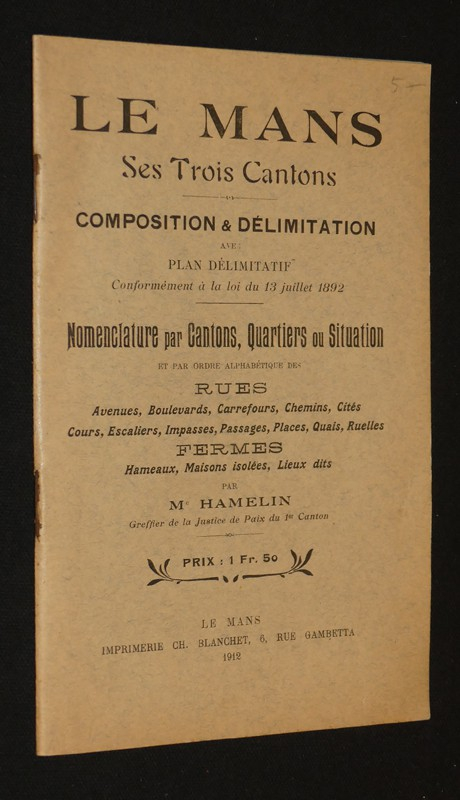 5-
LE MANS
Ses Trois Cantons
COMPOSITION & DÉLIMITATION
AVEC
PLAN DÉLIMITATIF
Conformément à la loi du 13 juillet 1892
Nomenclature par Cantons, Quartiers ou Situation
ET PAR ORDRE ALPHABÉTIQUE DES
RUES
Avenues, Boulevards, Carrefours, Chemins, Cités
Cours, Escaliers, Impasses, Passages, Places, Quais, Ruelles
FERMES
Hameaux, Maisons isolées, Lieux dits
PAR
Me HAMELIN
Greffier de la Justice de Paix du 1er Canton
PRIX : 1 Fr. 50
LE MANS
IMPRIMERIE CH. BLANCHET, 6, RUE GAMBETTA
1912